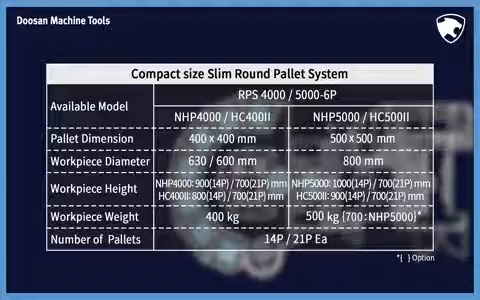 Doosan Machine Tools
Compact size Slim Round Pallet System
Available Model
RPS 4000 / 5000-6P
NHP4000 / HC400II
NHP5000 / HC500II
Pallet Dimension
400 x 400 mm
500 x 500 mm
Workpiece Diameter
630 / 600 mm
800 mm
Workpiece Height
NHP4000: 900(14P) / 700(21P) mm
HC400II: 800(14P) / 700(21P) mm
NHP5000: 1000(14P) / 700(21P) mm
HC500II: 900(14P) / 700(21P) mm
Workpiece Weight
400 kg
500 kg {700 : NHP5000}*
Number of Pallets
14P / 21P Ea
*{ } Option